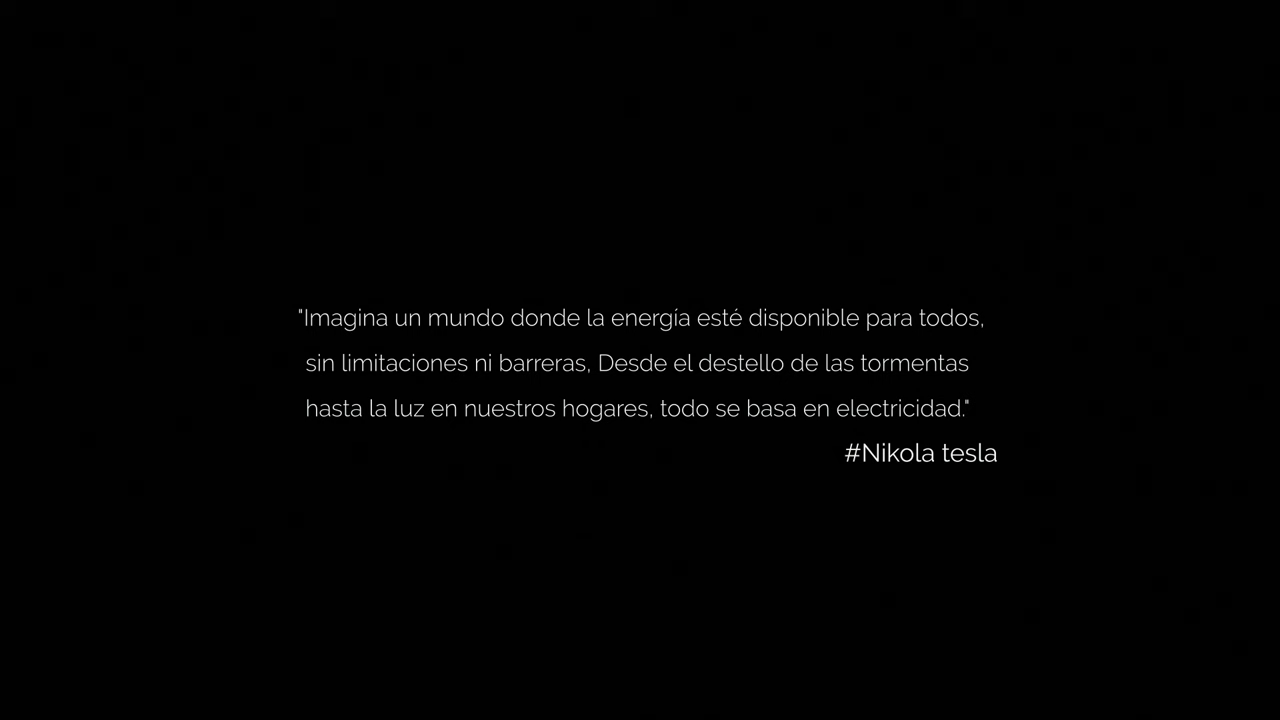 "Imagina un mundo donde la energía esté disponible para todos,
sin limitaciones ni barreras, Desde el destello de las tormentas
hasta la luz en nuestros hogares, todo se basa en electricidad."
#Nikola tesla